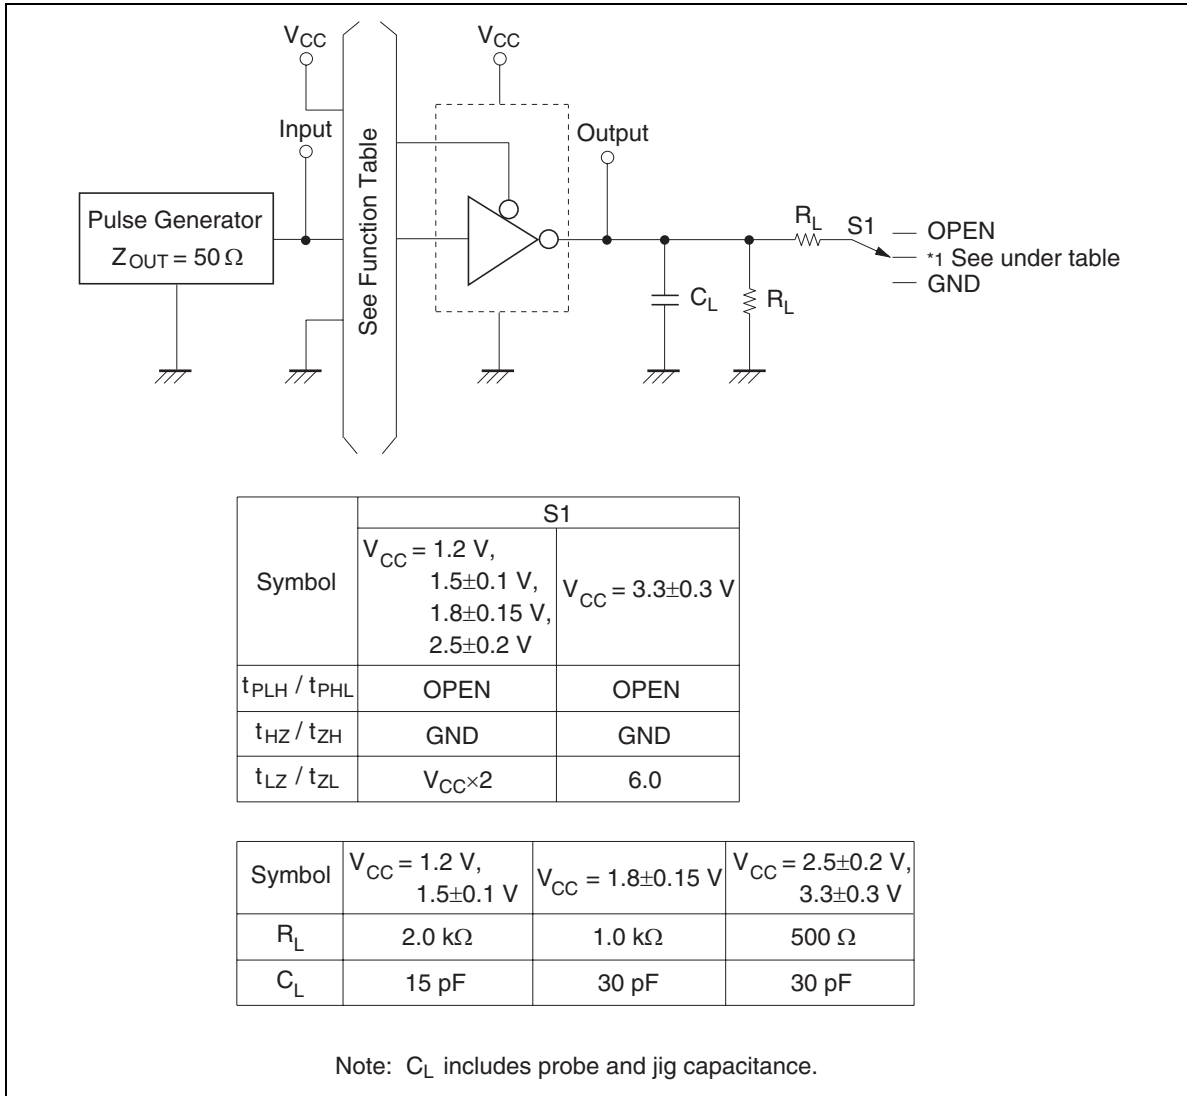 VCC
VCC
Input
Output
See Function Table
Pulse Generator
ZOUT = 50 Ω
RL
S1
OPEN
*1 See under table
GND
CL
RL
Symbol
S1
VCC = 1.2 V,
1.5±0.1 V,
1.8±0.15 V,
2.5±0.2 V
VCC = 3.3±0.3 V
tPLH / tPHL
OPEN
OPEN
tHZ / tZH
GND
GND
tLZ / tZL
VCC×2
6.0
Symbol
VCC = 1.2 V,
1.5±0.1 V
VCC = 1.8±0.15 V
VCC = 2.5±0.2 V,
3.3±0.3 V
RL
2.0 kΩ
1.0 kΩ
500 Ω
CL
15 pF
30 pF
30 pF
Note: CL includes probe and jig capacitance.